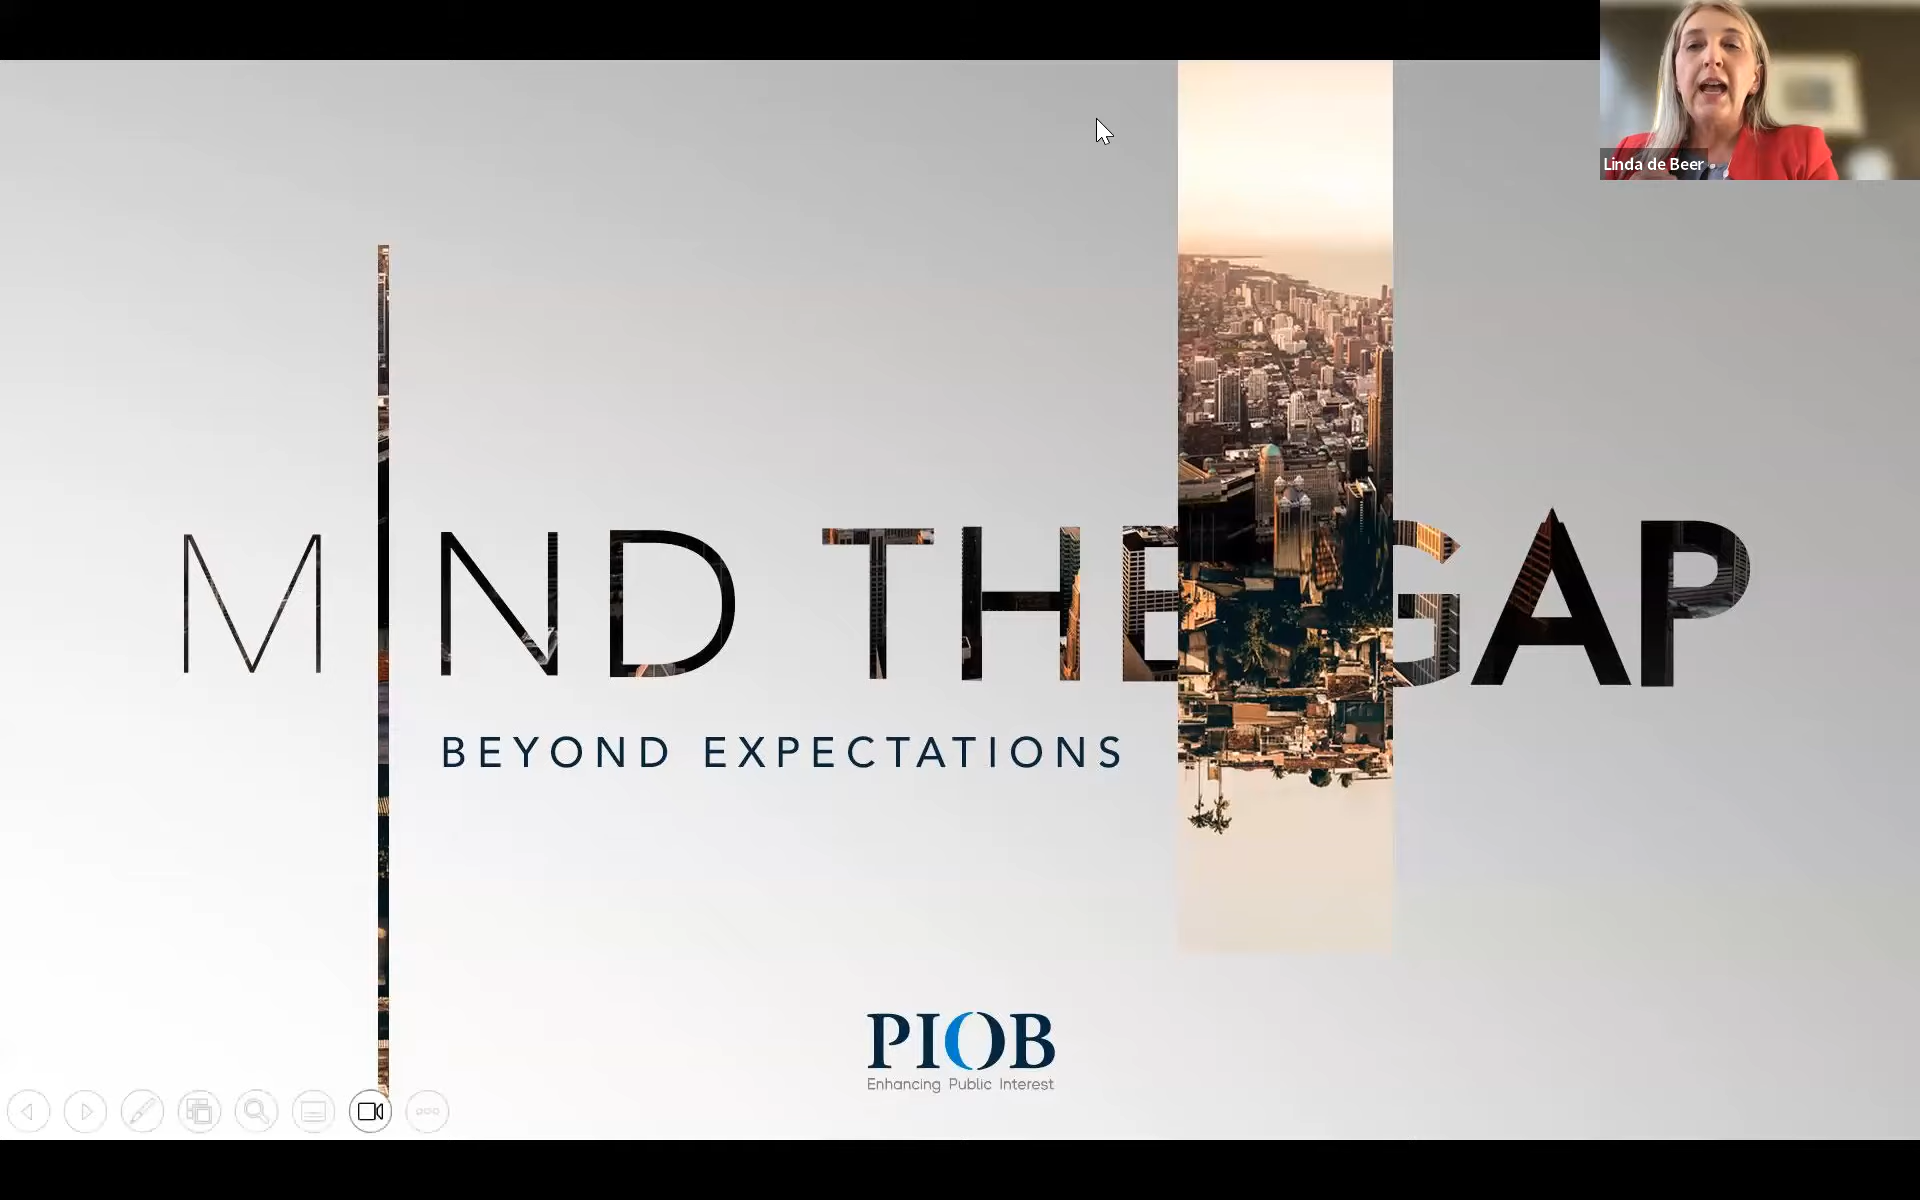 Linda de Beer
MIND THE GAP
BEYOND EXPECTATIONS
PIOB
Enhancing Public Interest